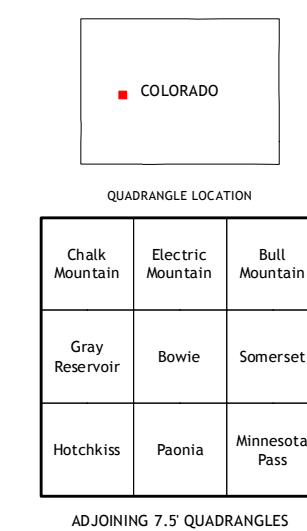 COLORADO
QUADRANGLE LOCATION
Chalk
Mountain
Electric
Mountain
Bull
Mountain
Gray
Reservoir
Bowie
Somerset
Hotchkiss
Paonia
Minnesota
Pass
ADJOINING 7.5' QUADRANGLES